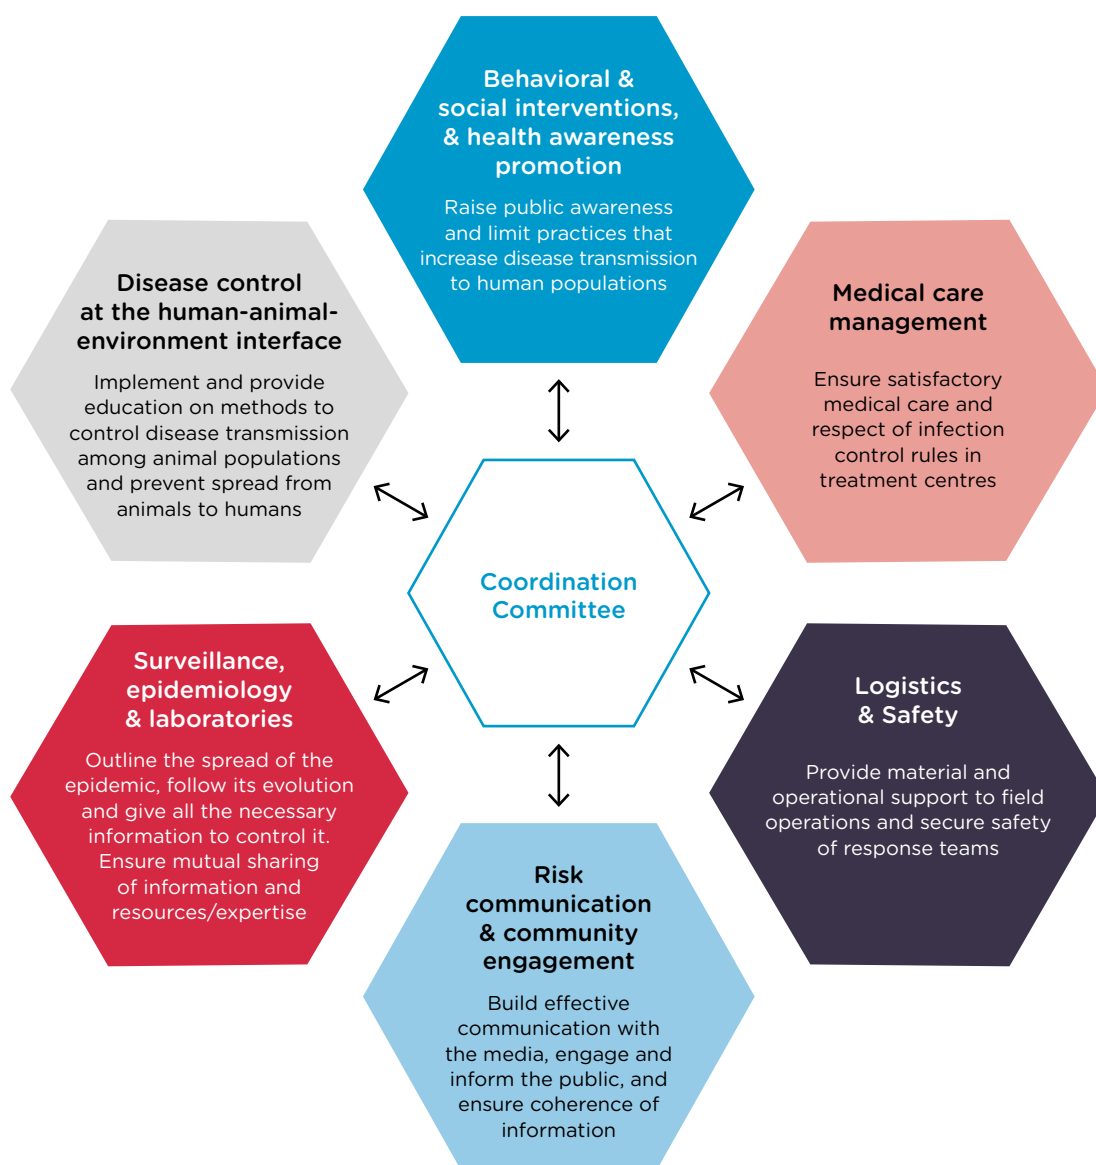 Behavioral &
social interventions,
& health awareness
promotion
Raise public awareness
and limit practices that
increase disease transmission
to human populations
Disease control
at the human-animal-
environment interface
Implement and provide
education on methods to
control disease transmission
among animal populations
and prevent spread from
animals to humans
Medical care
management
Ensure satisfactory
medical care and
respect of infection
control rules in
treatment centres
Coordination
Committee
Surveillance,
epidemiology
& laboratories
Outline the spread of the
epidemic, follow its evolution
and give all the necessary
information to control it.
Ensure mutual sharing
of information and
resources/expertise
Logistics
& Safety
Provide material and
operational support to field
operations and secure safety
of response teams
Risk
communication
& community
engagement
Build effective
communication with
the media, engage and
inform the public, and
ensure coherence of
information